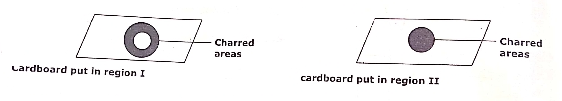 Charred
areas
Cardboard put in region I
Charred
areas
cardboard put in region II